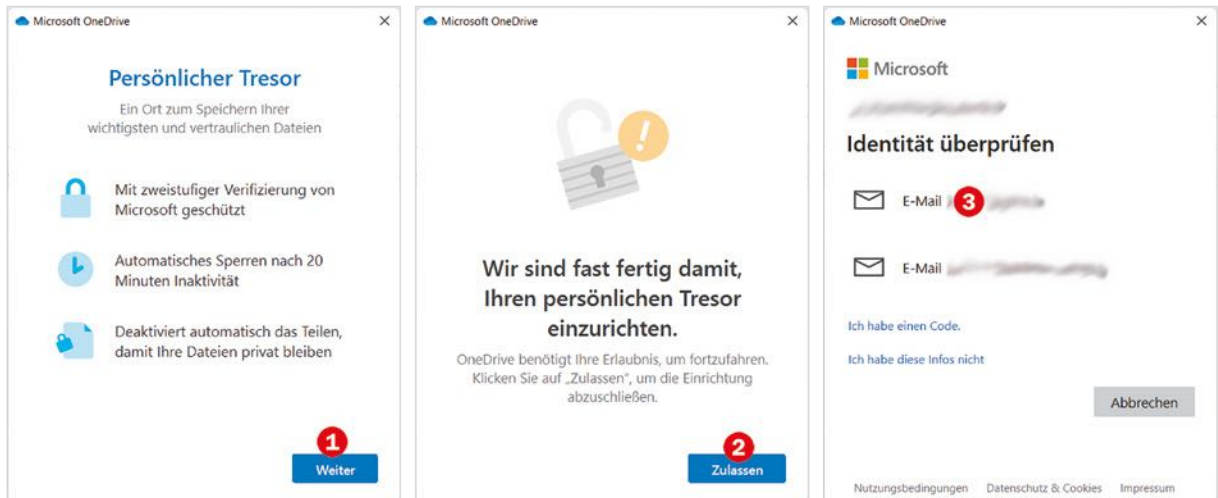 Microsoft OneDrive
Persönlicher Tresor
Ein Ort zum Speichern Ihrer
wichtigsten und vertraulichen Dateien
Mit zweistufiger Verifizierung von
Microsoft geschützt
Automatisches Sperren nach 20
Minuten Inaktivität
Deaktiviert automatisch das Teilen,
damit Ihre Dateien privat bleiben
1
Weiter
Microsoft OneDrive
!
Wir sind fast fertig damit,
Ihren persönlichen Tresor
einzurichten.
OneDrive benötigt Ihre Erlaubnis, um fortzufahren.
Klicken Sie auf „Zulassen", um die Einrichtung
abzuschließen.
2
Zulassen
Microsoft OneDrive
Microsoft
Identität überprüfen
E-Mail 3
E-Mail
Ich habe einen Code.
Ich habe diese Infos nicht
Abbrechen
Nutzungsbedingungen Datenschutz & Cookies Impressum